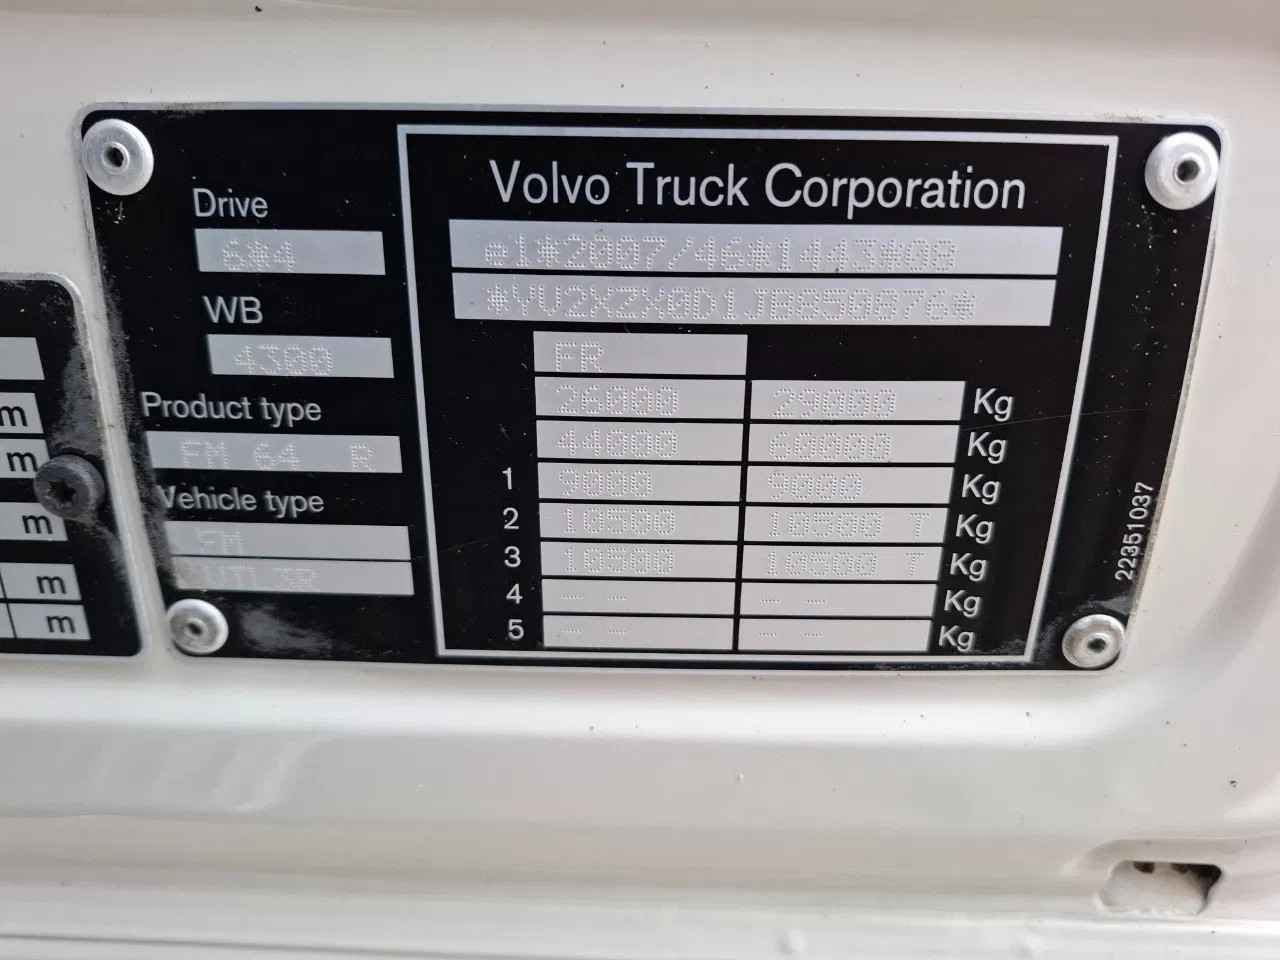 Volvo Truck Corporation
Drive
6*4
e1*2007/46*1443*08
WB
4300
*YV2XZX0D1JB850876*
FR
26000 29000 Kg
Product type
FM 64 R
44000 60000 Kg
1 9000 9000 Kg
Vehicle type
FM
2 10500 10500 T Kg
3 10500 10500 T Kg
4 -- -- -- -- Kg
5 -- -- -- -- Kg
22351037
m
m
m
m
m